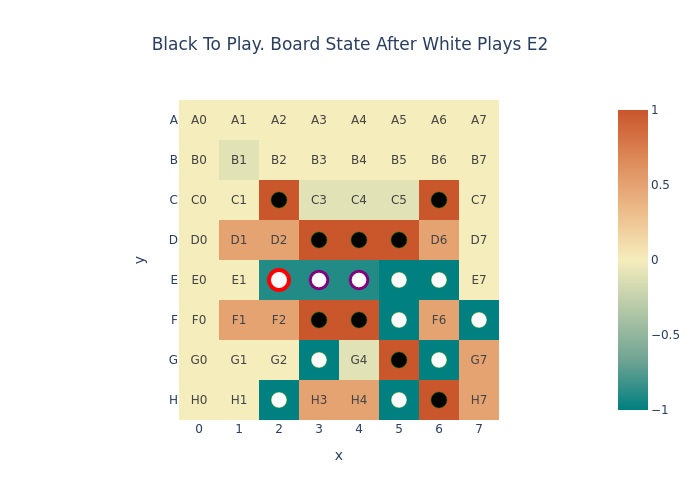 Black To Play. Board State After White Plays E2
A A0 A1 A2 A3 A4 A5 A6 A7
B B0 B1 B2 B3 B4 B5 B6 B7
C C0 C1 C3 C4 C5 C7
D D0 D1 D2 D6 D7
E E0 E1 E7
F F0 F1 F2 F6
G G0 G1 G2 G4 G7
H H0 H1 H3 H4 H7
0 1 2 3 4 5 6 7
x
y
1
0.5
0
−0.5
−1